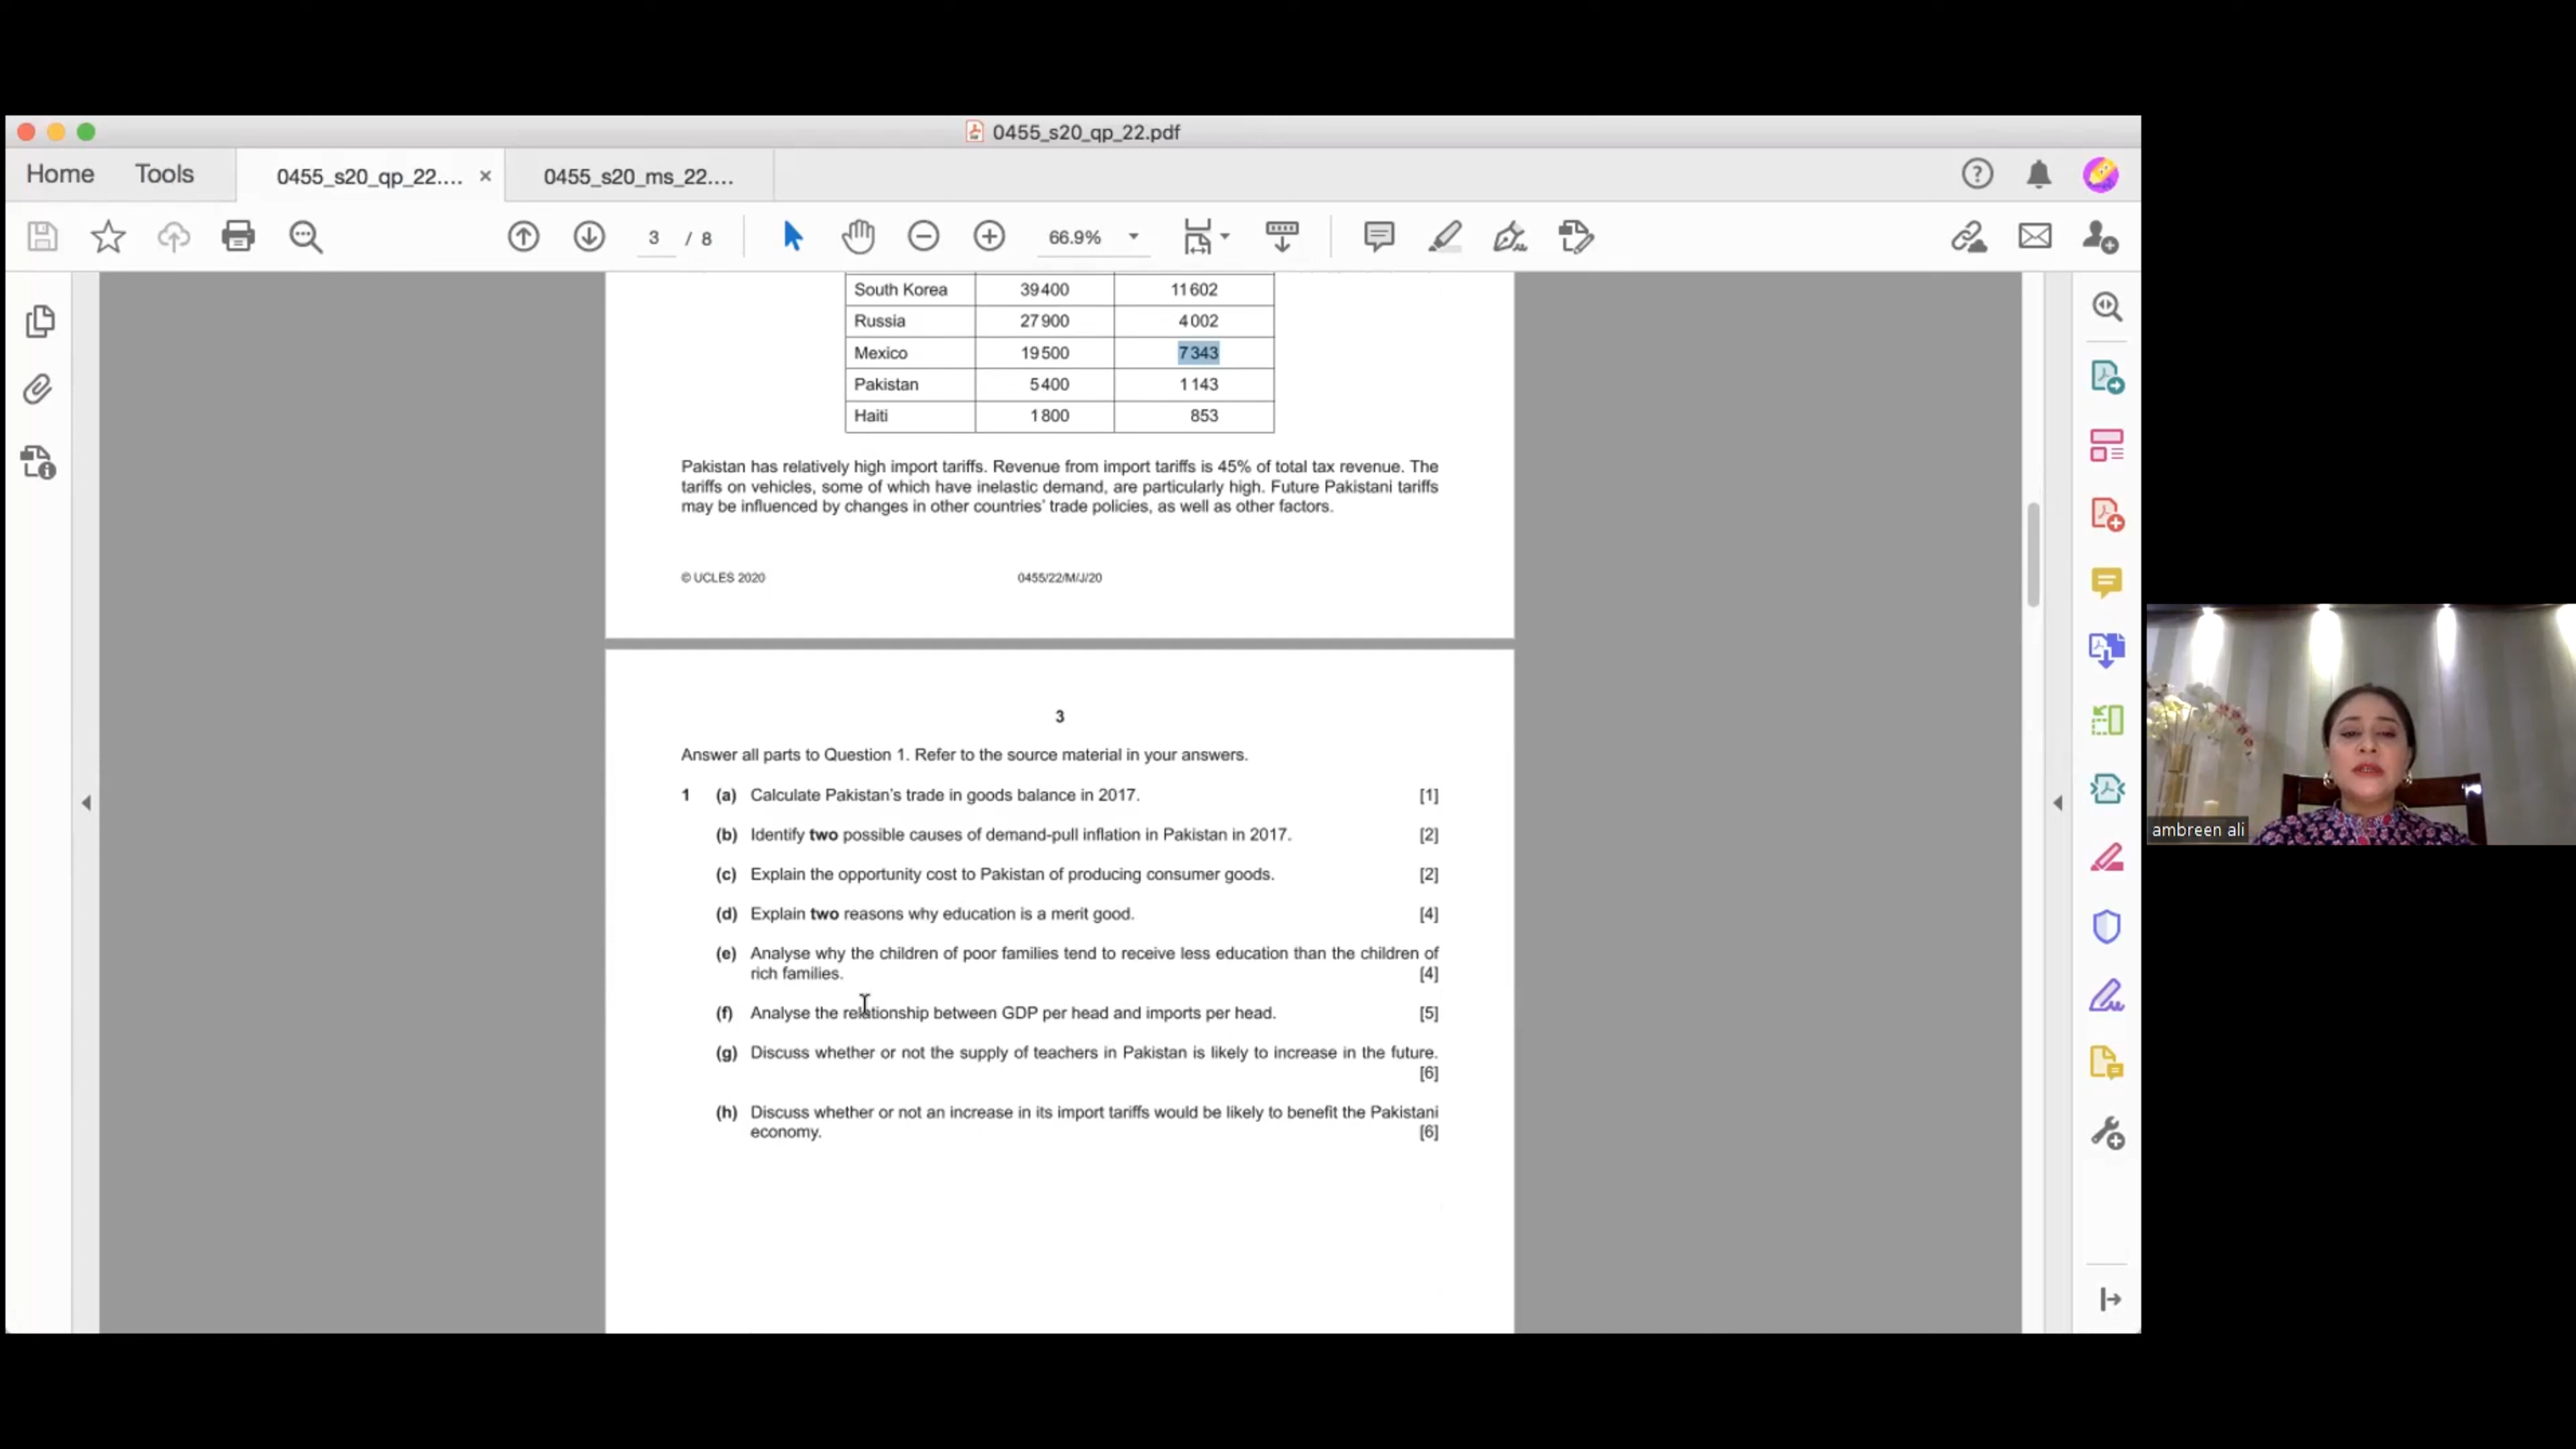 0455_s20_qp_22.pdf
Home Tools 0455_s20_qp_22.... × 0455_s20_ms_22....
3 / 8 66.9%
South Korea 39400 11602
Russia 27900 4002
Mexico 19500 7343
Pakistan 5400 1143
Haiti 1800 853
Pakistan has relatively high import tariffs. Revenue from import tariffs is 45% of total tax revenue. The
tariffs on vehicles, some of which have inelastic demand, are particularly high. Future Pakistani tariffs
may be influenced by changes in other countries' trade policies, as well as other factors.
© UCLES 2020 0455/22/M/J/20
3
Answer all parts to Question 1. Refer to the source material in your answers.
1 (a) Calculate Pakistan's trade in goods balance in 2017. [1]
(b) Identify two possible causes of demand-pull inflation in Pakistan in 2017. [2]
(c) Explain the opportunity cost to Pakistan of producing consumer goods. [2]
(d) Explain two reasons why education is a merit good. [4]
(e) Analyse why the children of poor families tend to receive less education than the children of
rich families. [4]
(f) Analyse the relationship between GDP per head and imports per head. [5]
(g) Discuss whether or not the supply of teachers in Pakistan is likely to increase in the future.
[6]
(h) Discuss whether or not an increase in its import tariffs would be likely to benefit the Pakistani
economy. [6]
ambreen ali